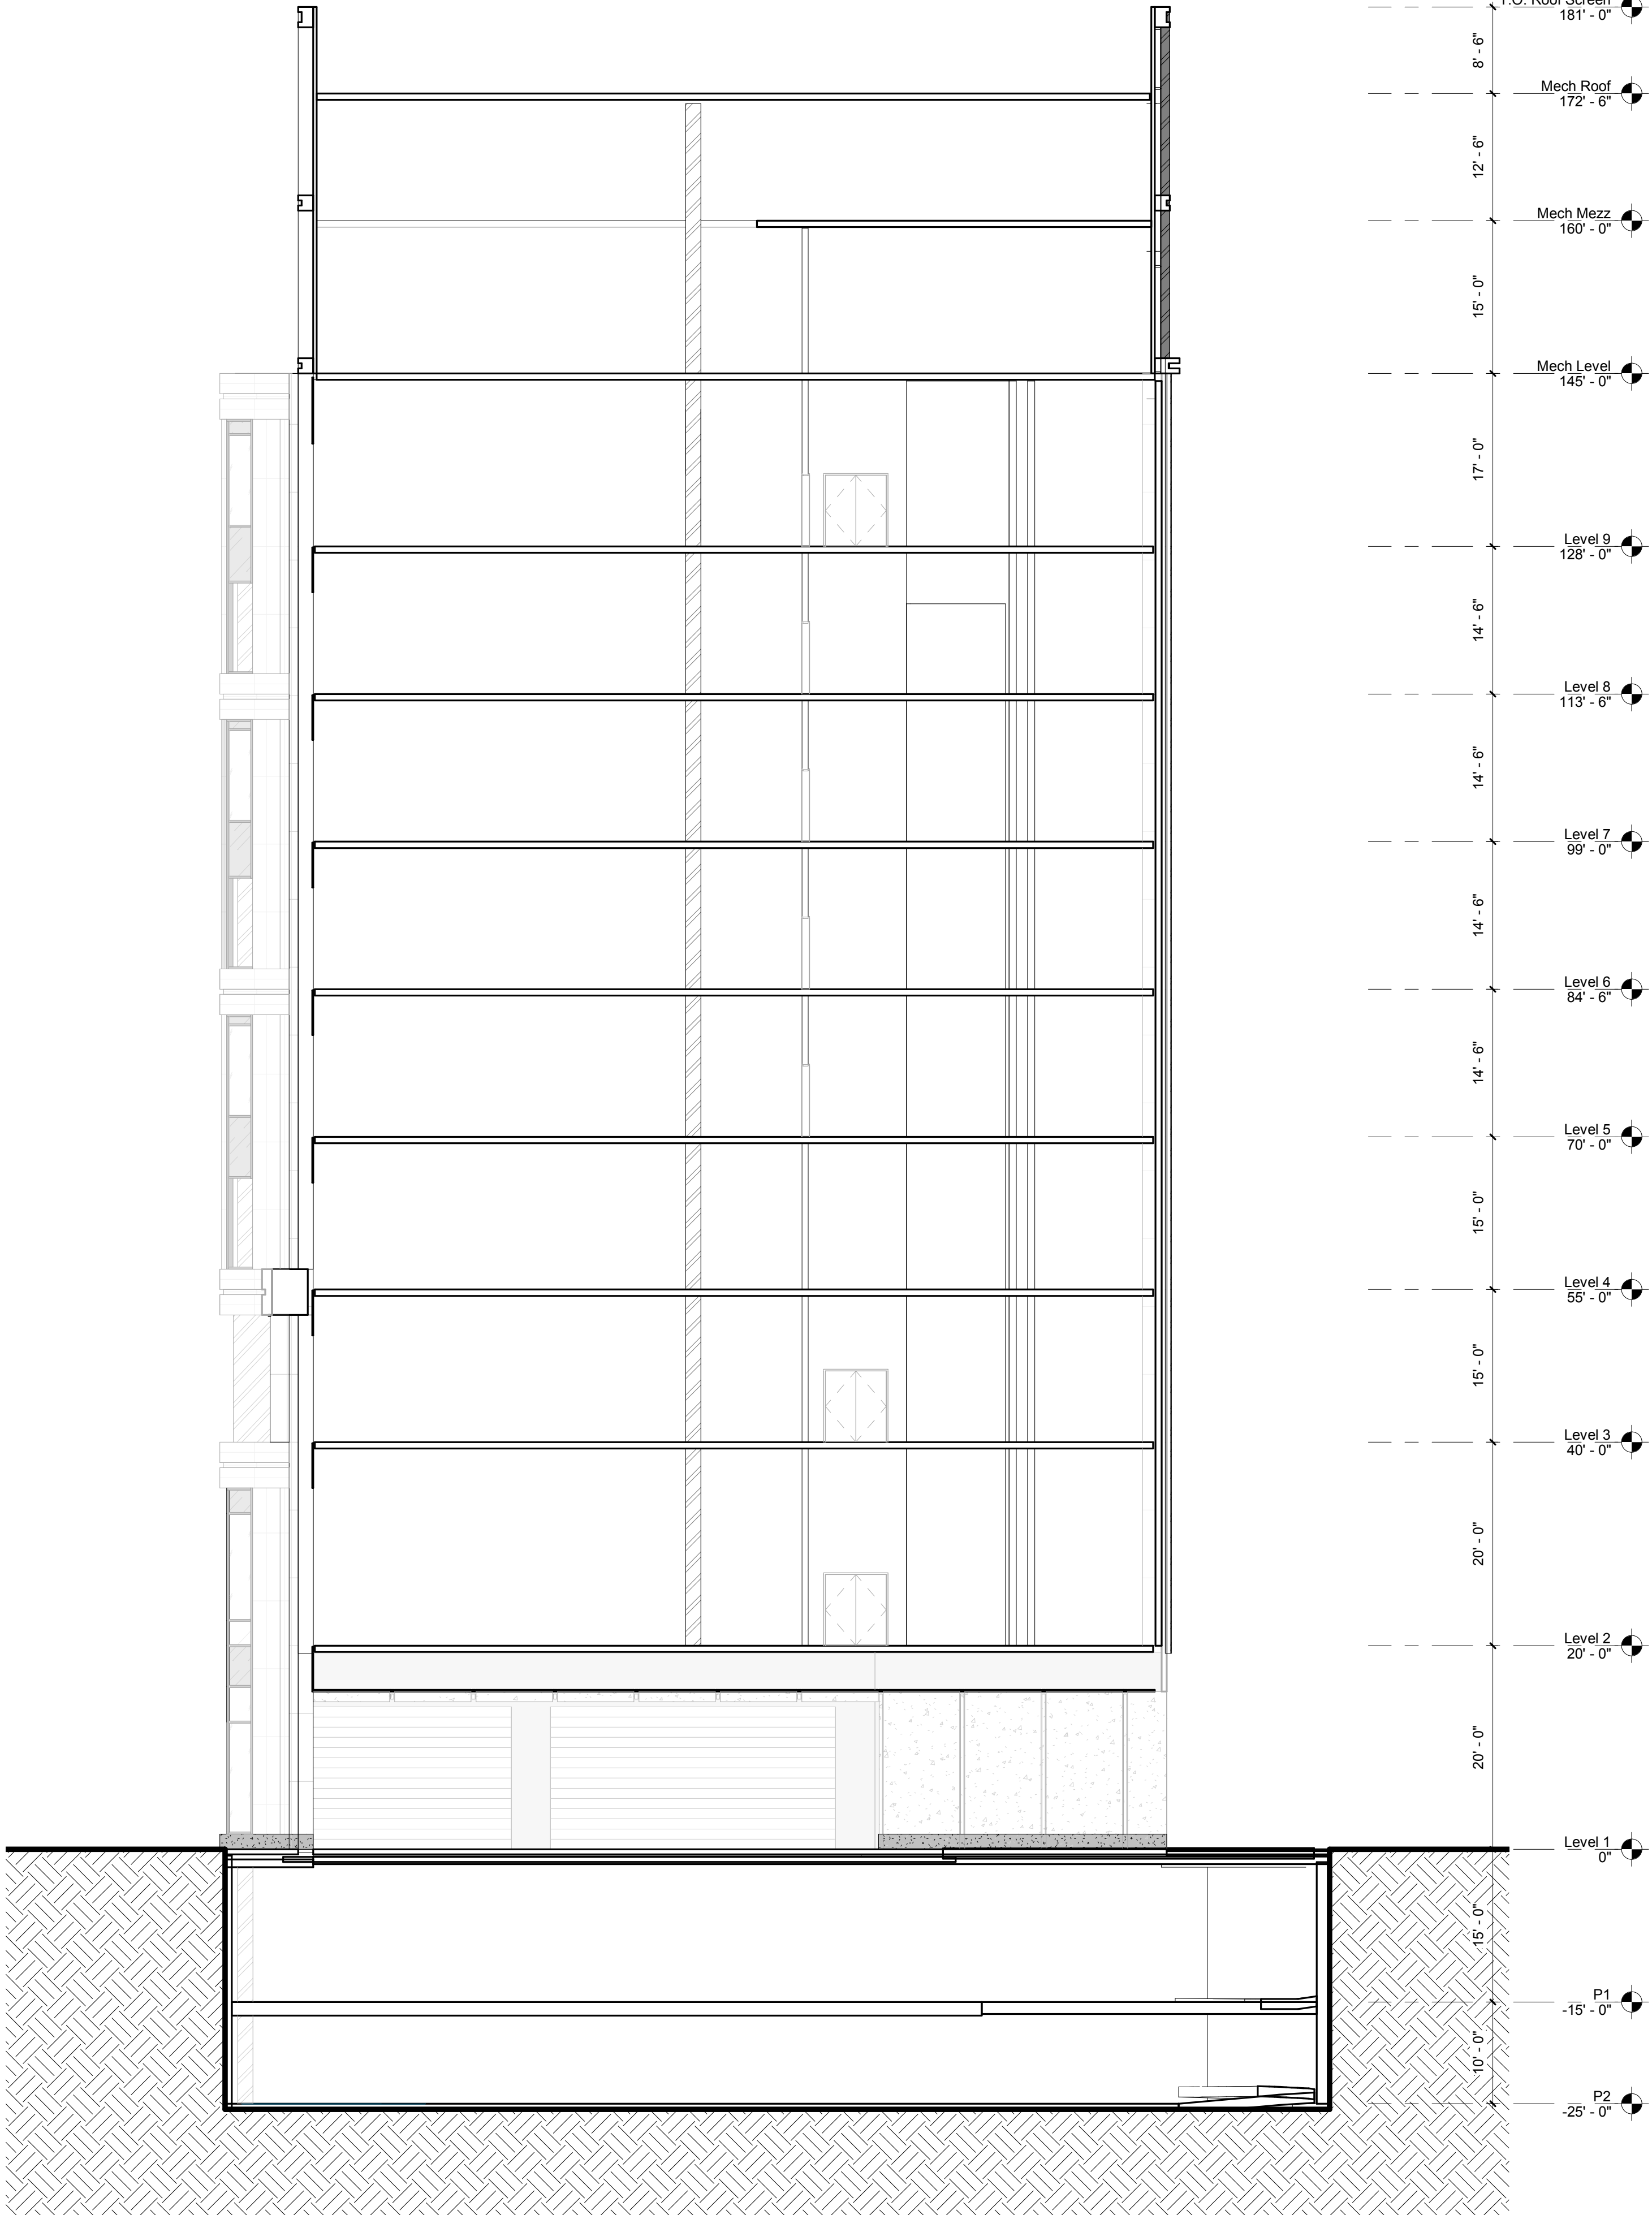 T.O. Roof Screen
181' - 0"
8' - 6"
Mech Roof
172' - 6"
12' - 6"
Mech Mezz
160' - 0"
15' - 0"
Mech Level
145' - 0"
17' - 0"
Level 9
128' - 0"
14' - 6"
Level 8
113' - 6"
14' - 6"
Level 7
99' - 0"
14' - 6"
Level 6
84' - 6"
14' - 6"
Level 5
70' - 0"
15' - 0"
Level 4
55' - 0"
15' - 0"
Level 3
40' - 0"
20' - 0"
Level 2
20' - 0"
20' - 0"
Level 1
0"
15' - 0"
P1
-15' - 0"
10' - 0"
P2
-25' - 0"